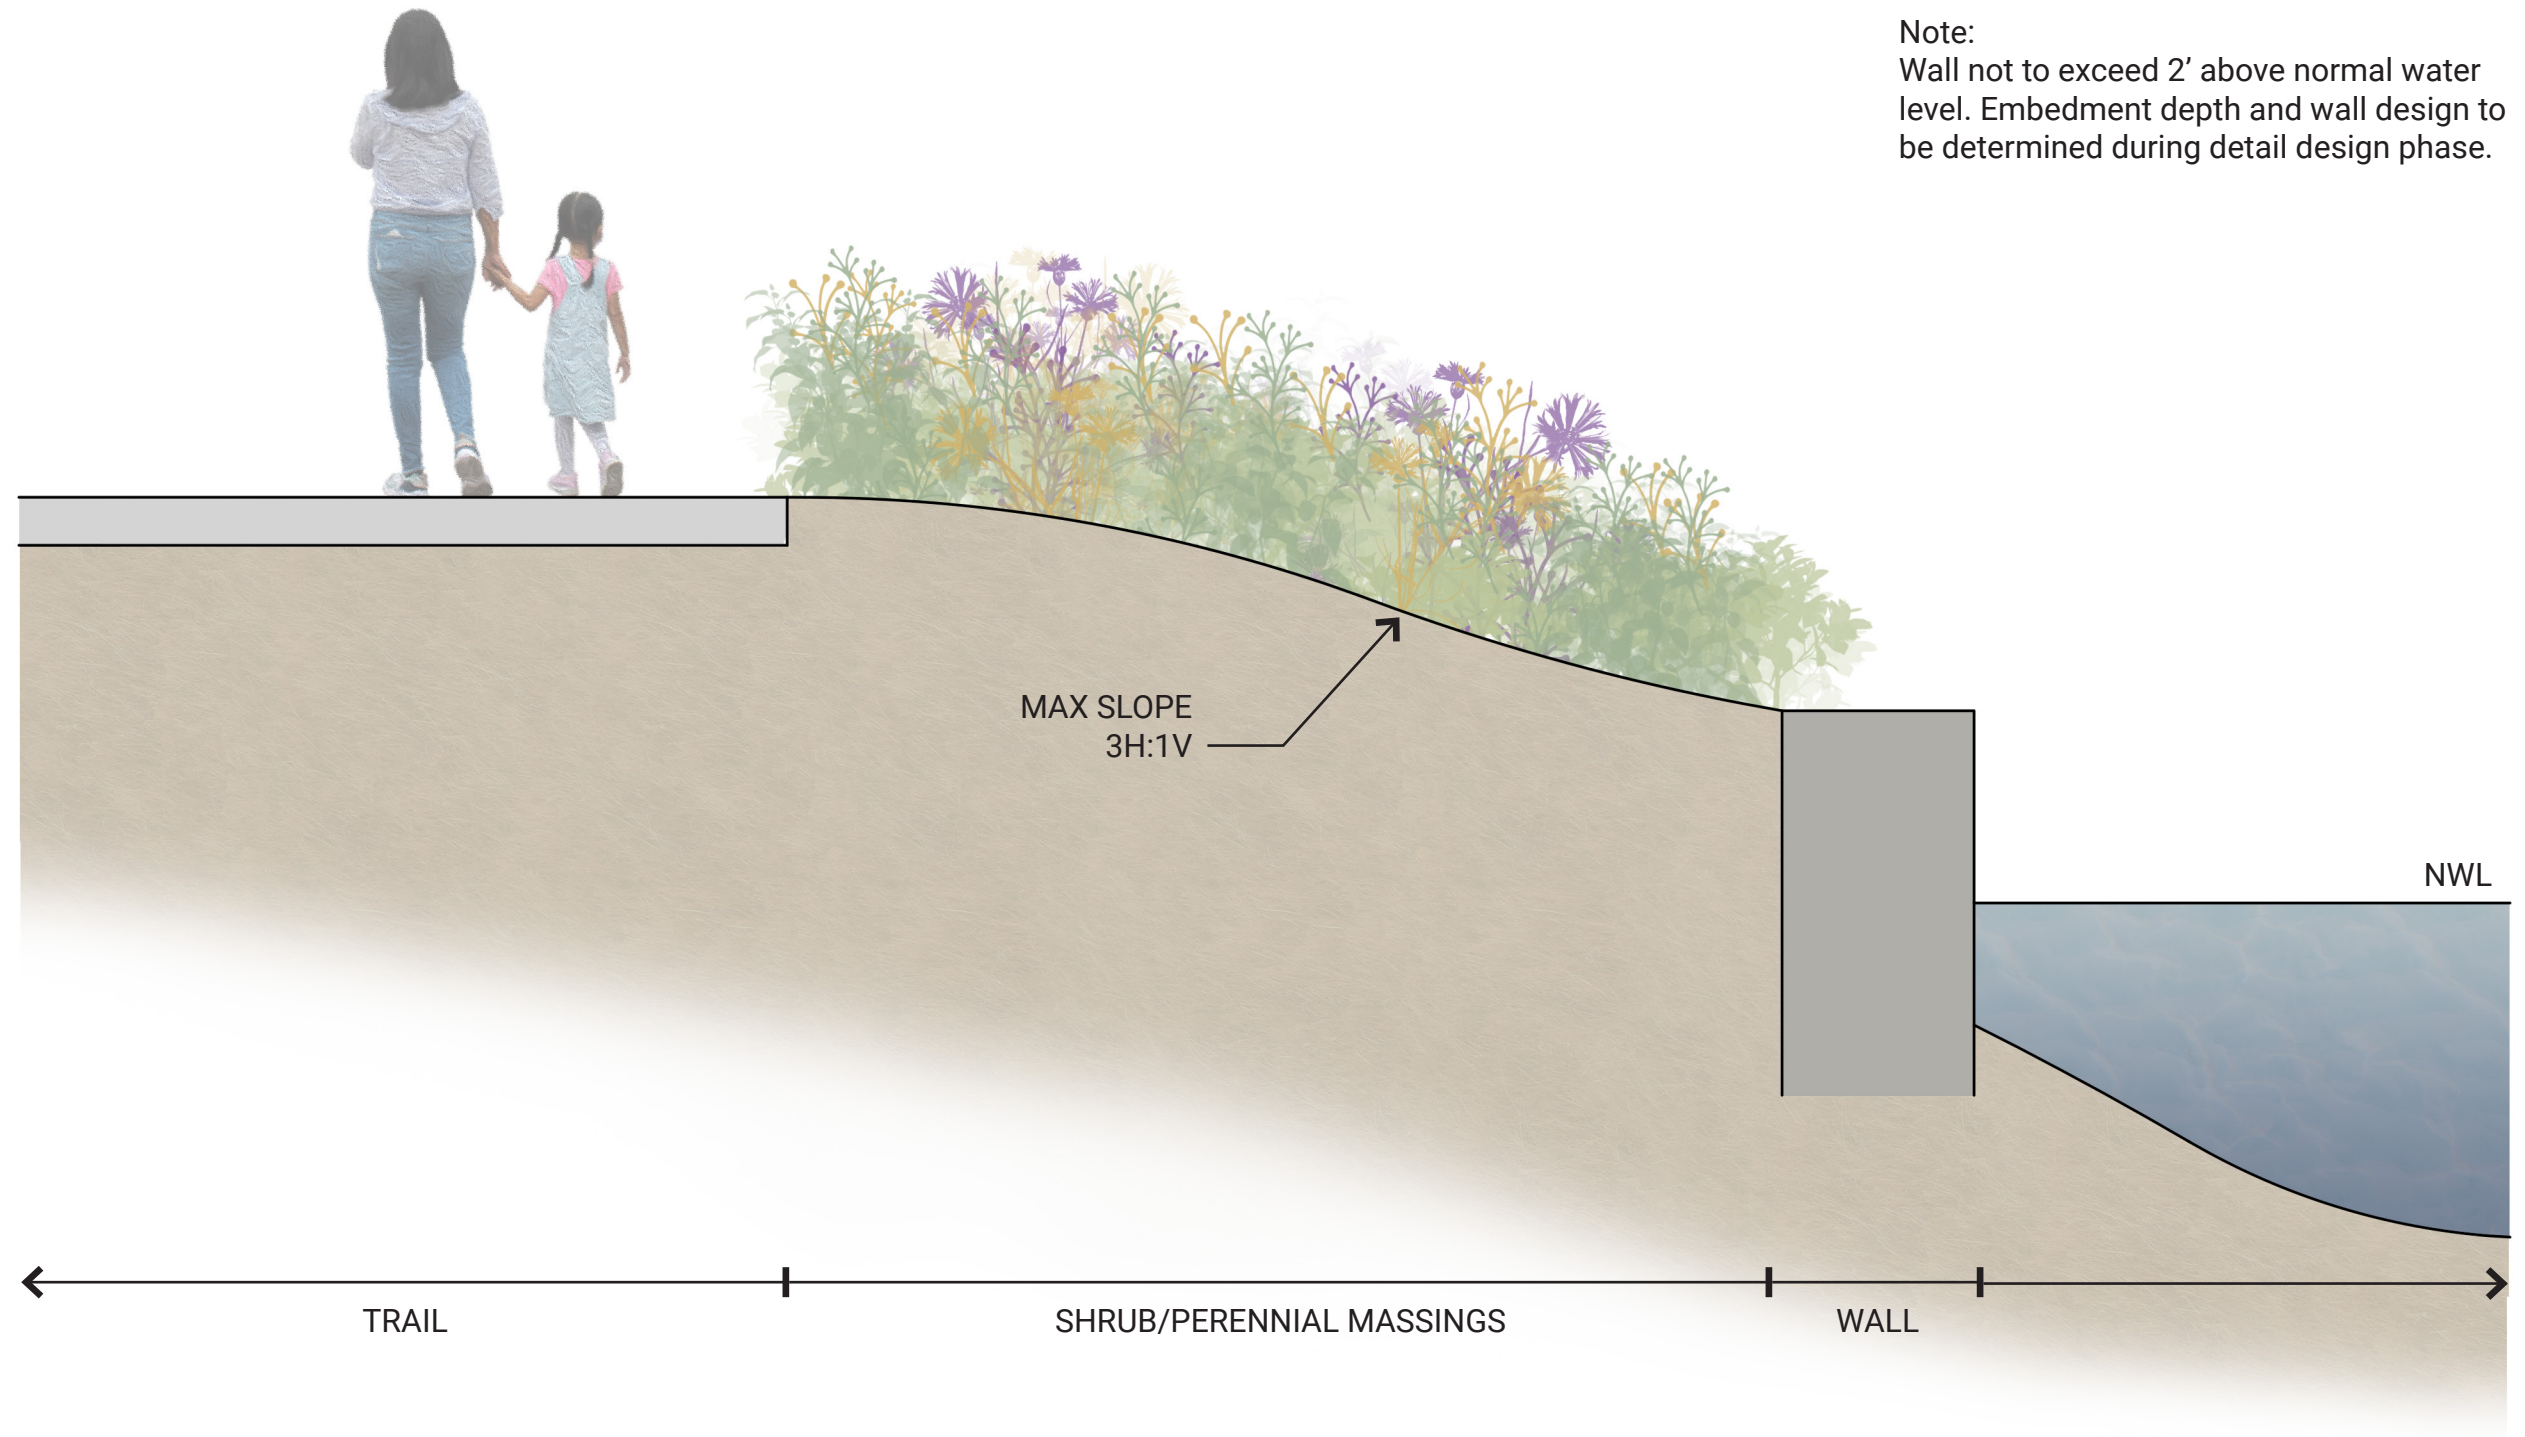 Note:
Wall not to exceed 2’ above normal water
level. Embedment depth and wall design to
be determined during detail design phase.
MAX SLOPE
3H:1V
NWL
TRAIL
SHRUB/PERENNIAL MASSINGS
WALL